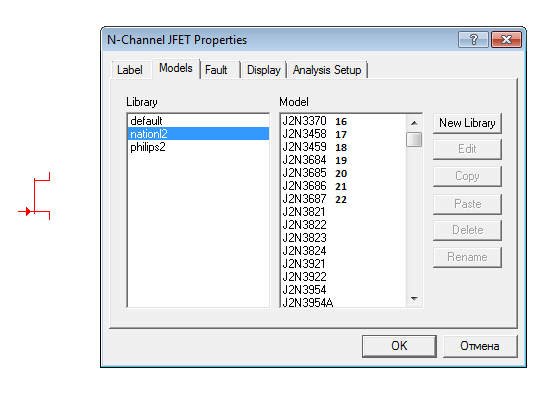 N-Channel JFET Properties
Label Models Fault Display Analysis Setup
Library
default
nationl2
philips2
Model
J2N3370 16
J2N3458 17
J2N3459 18
J2N3684 19
J2N3685 20
J2N3686 21
J2N3687 22
J2N3821
J2N3822
J2N3823
J2N3824
J2N3921
J2N3922
J2N3954
J2N3954A
New Library
Edit
Copy
Paste
Delete
Rename
OK Отмена